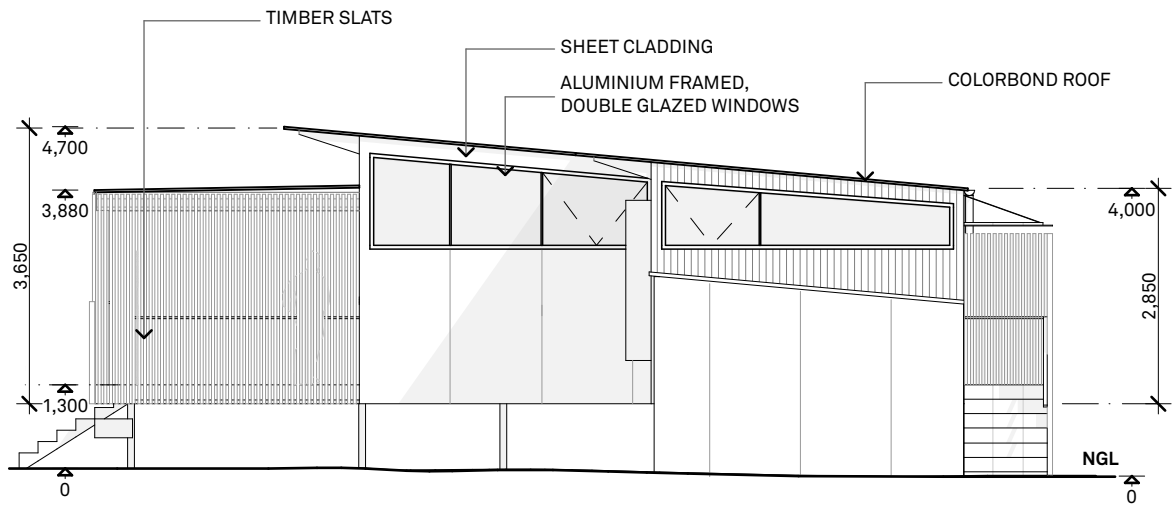 TIMBER SLATS
SHEET CLADDING
ALUMINIUM FRAMED,
DOUBLE GLAZED WINDOWS
COLORBOND ROOF
4,700
3,880
4,000
3,650
2,850
1,300
NGL
0
0